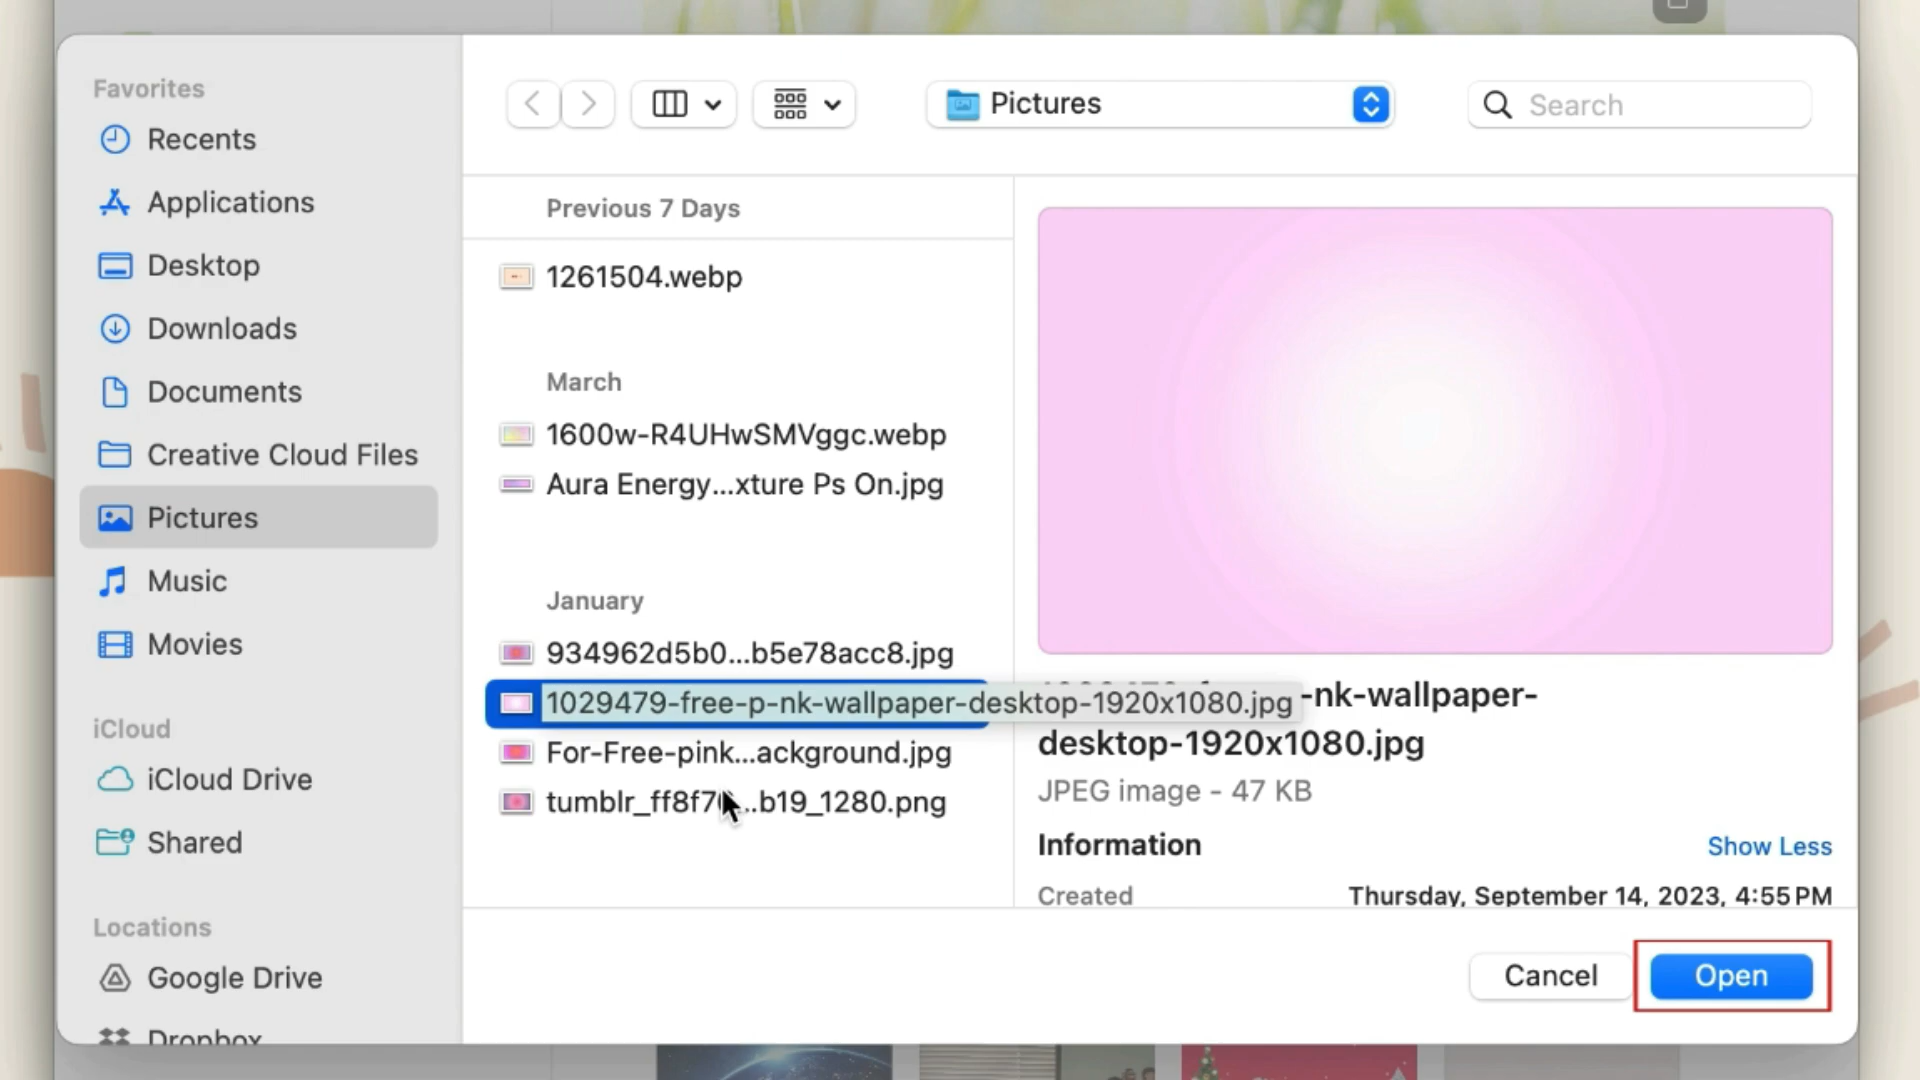 Favorites
Recents
Applications
Desktop
Downloads
Documents
Creative Cloud Files
Pictures
Music
Movies
iCloud
iCloud Drive
Shared
Locations
Google Drive
Dropbox
Pictures
Search
Previous 7 Days
1261504.webp
March
1600w-R4UHwSMVggc.webp
Aura Energy...xture Ps On.jpg
January
934962d5b0...b5e78acc8.jpg
1029479-free-p-nk-wallpaper-desktop-1920x1080.jpg
For-Free-pink...ackground.jpg
tumblr_ff8f7...b19_1280.png
-nk-wallpaper-
desktop-1920x1080.jpg
JPEG image - 47 KB
Information
Show Less
Created
Thursday, September 14, 2023, 4:55 PM
Cancel
Open